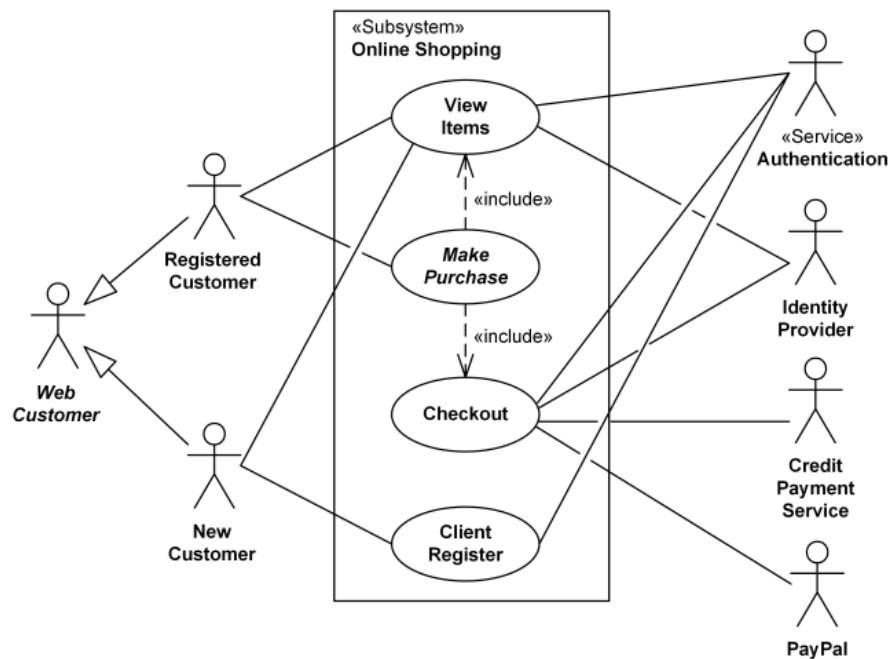 «Subsystem»
Online Shopping
View
Items
«Service»
Authentication
«include»
Registered
Customer
Make
Purchase
Identity
Provider
«include»
Web
Customer
Checkout
Credit
Payment
Service
New
Customer
Client
Register
PayPal